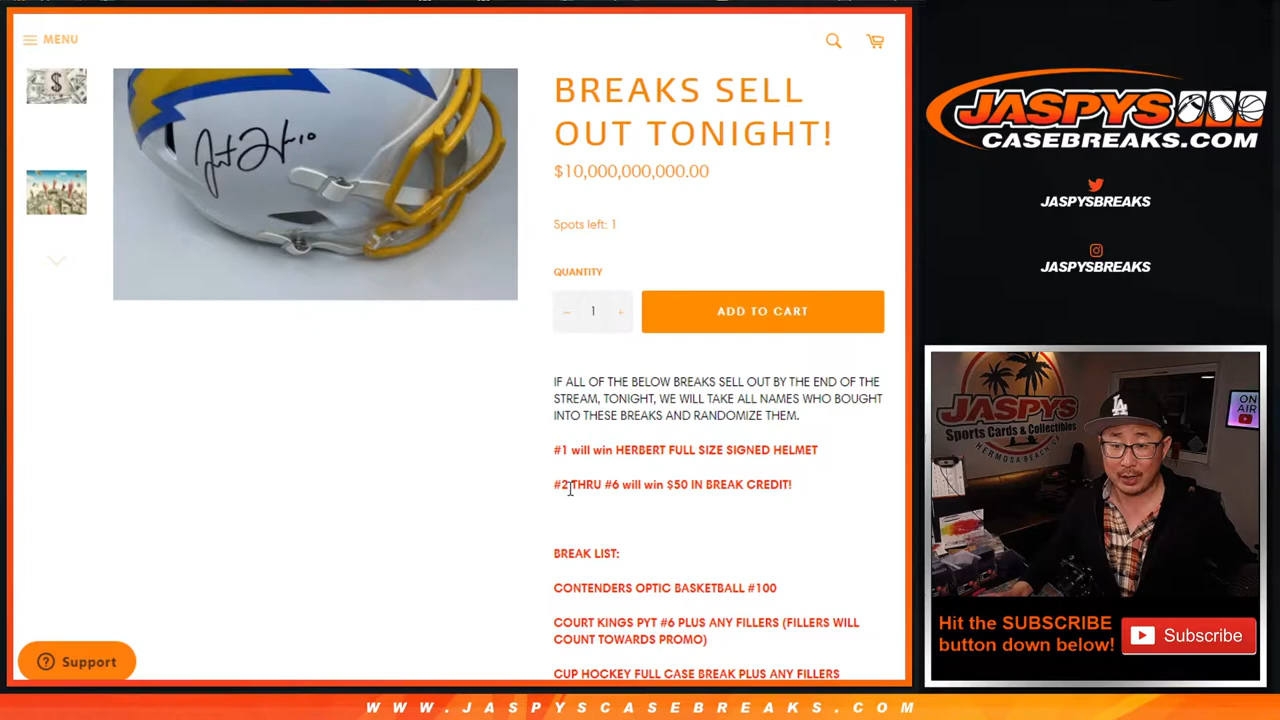 MENU
BREAKS SELL
OUT TONIGHT!
$10,000,000,000.00
Spots left: 1
QUANTITY
− 1 +
ADD TO CART
IF ALL OF THE BELOW BREAKS SELL OUT BY THE END OF THE
STREAM, TONIGHT, WE WILL TAKE ALL NAMES WHO BOUGHT
INTO THESE BREAKS AND RANDOMIZE THEM.
#1 will win HERBERT FULL SIZE SIGNED HELMET
#2 THRU #6 will win $50 IN BREAK CREDIT!
BREAK LIST:
CONTENDERS OPTIC BASKETBALL #100
COURT KINGS PYT #6 PLUS ANY FILLERS (FILLERS WILL
COUNT TOWARDS PROMO)
CUP HOCKEY FULL CASE BREAK PLUS ANY FILLERS
Support
JASPYS
CASEBREAKS.COM
JASPYSBREAKS
JASPYSBREAKS
JASPYS
Sports Cards & Collectibles
HERMOSA BEACH, CA
ON
AIR
LA
Hit the SUBSCRIBE
button down below!
Subscribe
WWW.JASPYSCASEBREAKS.COM